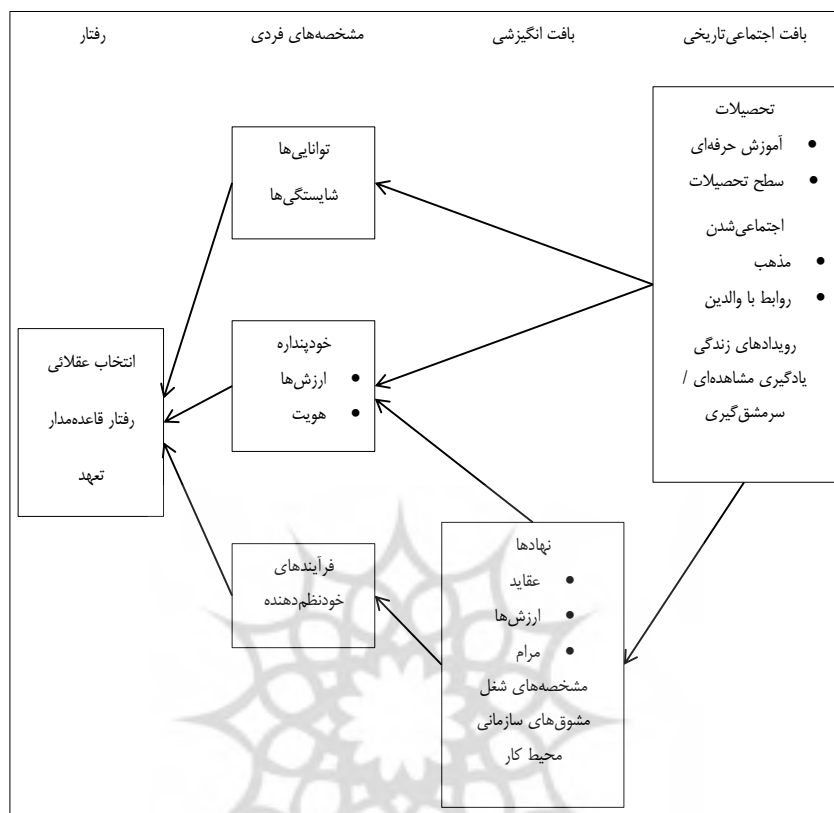 بافت اجتماعی‌تاریخی
بافت انگیزشی
مشخصه‌های فردی
رفتار
تحصیلات
• آموزش حرفه‌ای
• سطح تحصیلات
اجتماعی‌شدن
• مذهب
• روابط با والدین
رویدادهای زندگی
یادگیری مشاهده‌ای /
سرمشق‌گیری
نهادها
• عقاید
• ارزش‌ها
• مرام
مشخصه‌های شغل
مشوق‌های سازمانی
محیط کار
توانایی‌ها
شایستگی‌ها
خودپنداره
• ارزش‌ها
• هویت
فرآیندهای
خودنظم‌دهنده
انتخاب عقلائی
رفتار قاعده‌مدار
تعهد